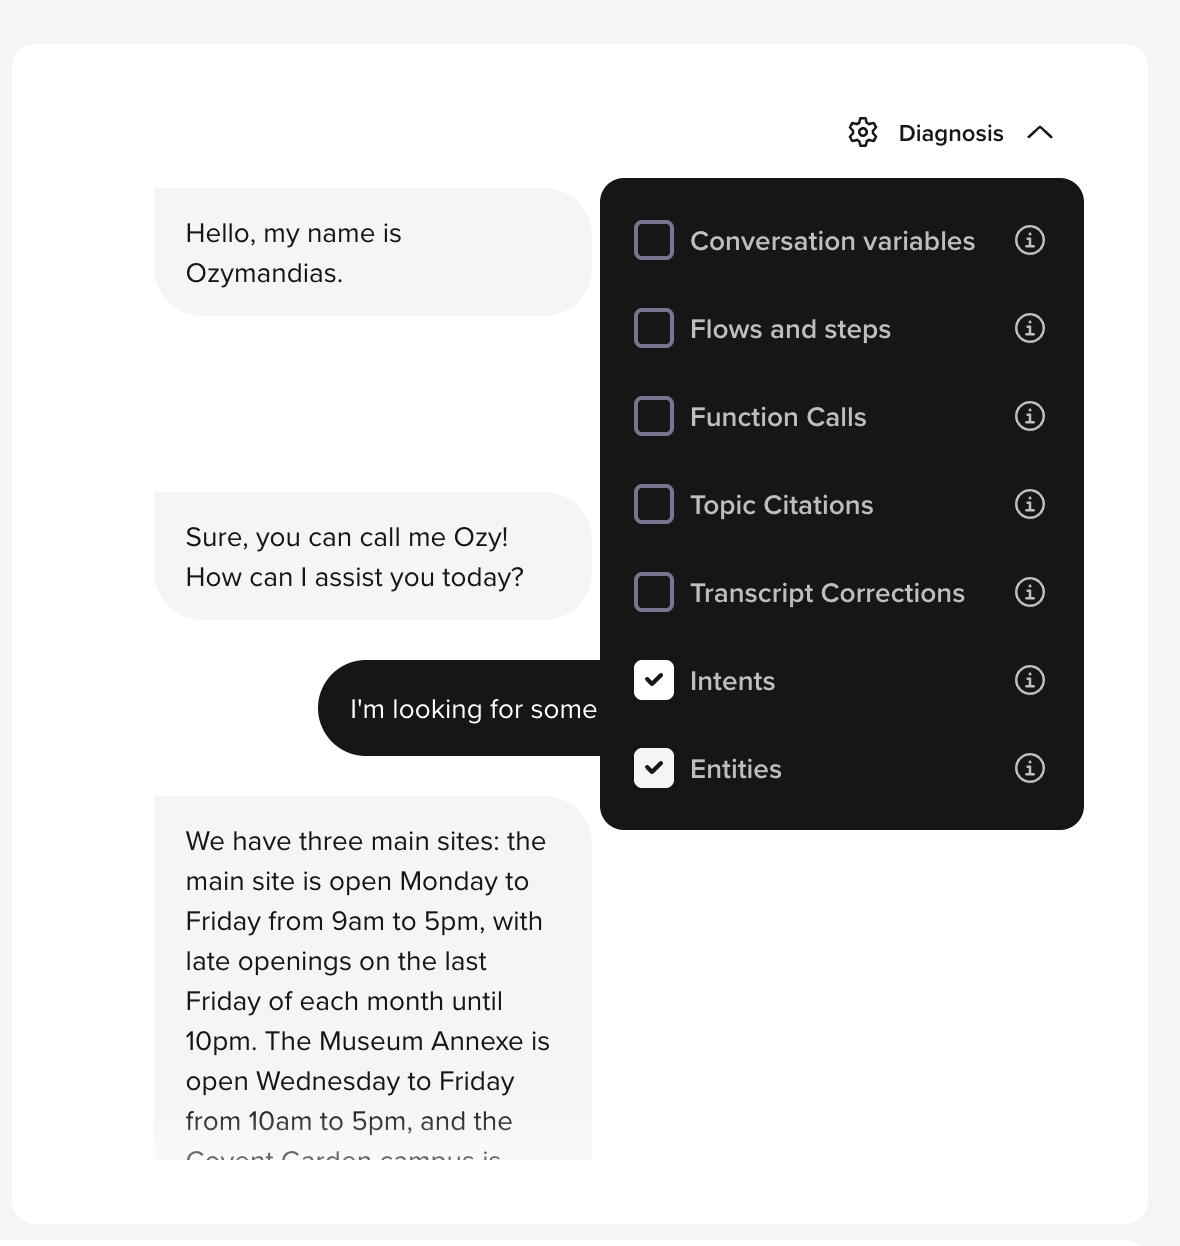 Diagnosis
Hello, my name is
Ozymandias.
Conversation variables
Flows and steps
Function Calls
Topic Citations
Transcript Corrections
Intents
Entities
Sure, you can call me Ozy!
How can I assist you today?
I'm looking for some
We have three main sites: the
main site is open Monday to
Friday from 9am to 5pm, with
late openings on the last
Friday of each month until
10pm. The Museum Annexe is
open Wednesday to Friday
from 10am to 5pm, and the
Covent Garden campus is